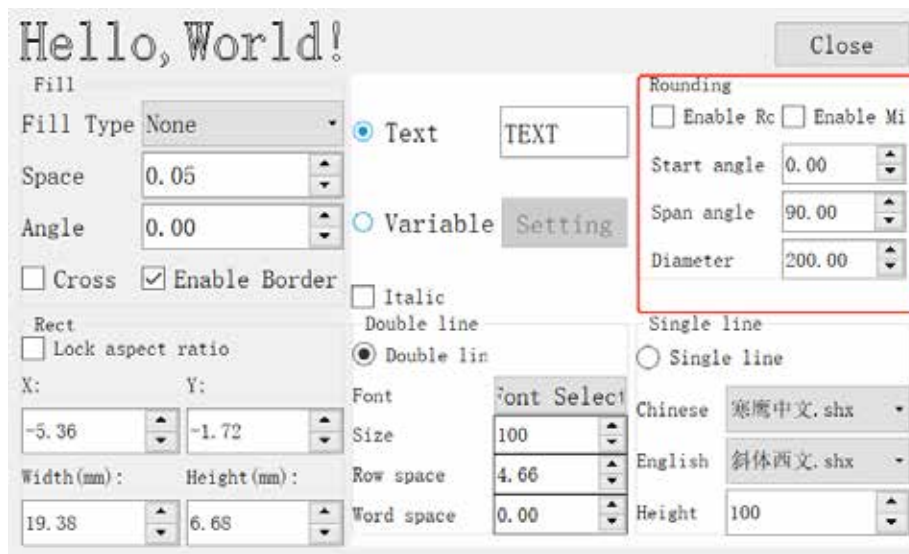 Hello, World!
Close
Fill
Fill Type None
Space 0.05
Angle 0.00
Cross Enable Border
Text TEXT
Variable Setting
Italic
Rounding
Enable Rc Enable Mi
Start angle 0.00
Span angle 90.00
Diameter 200.00
Rect
Lock aspect ratio
X: Y:
-5.36 -1.72
Width(mm): Height(mm):
19.38 6.68
Double line
Double lin
Font Font Select
Size 100
Row space 4.66
Word space 0.00
Single line
Single line
Chinese 寒鹰中文.shx
English 斜体西文.shx
Height 100